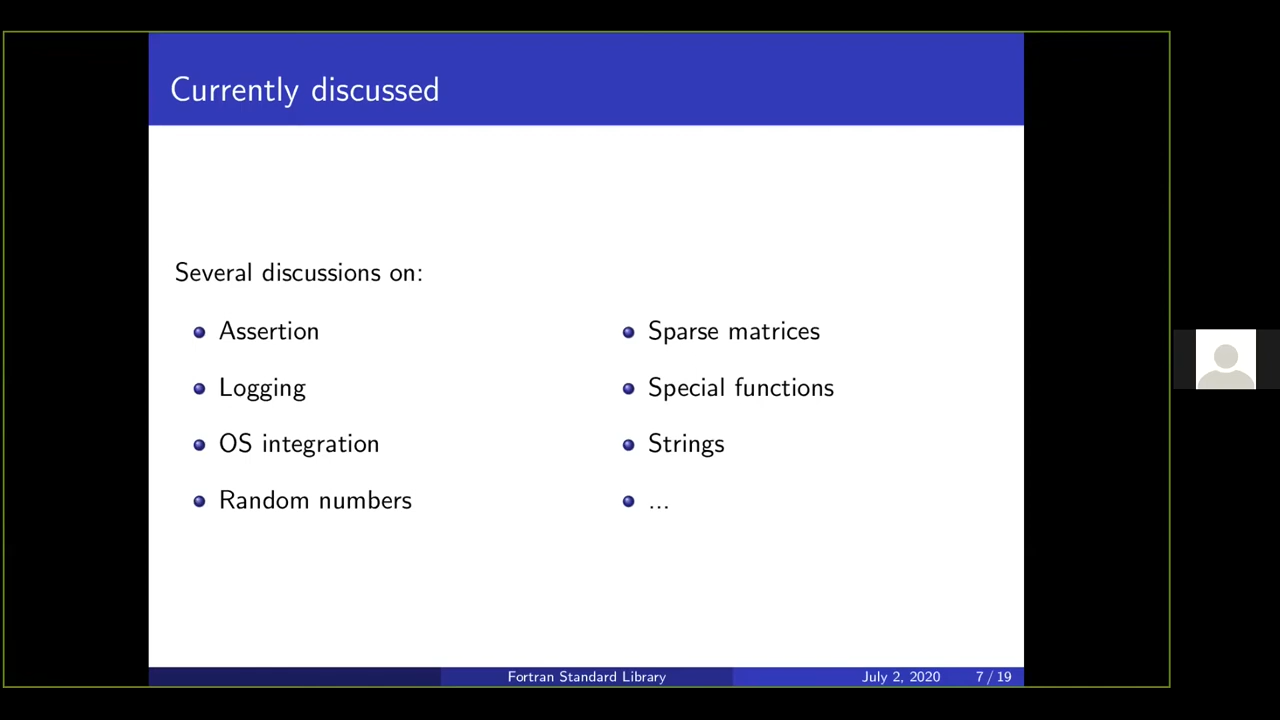 Currently discussed
Several discussions on:
Assertion
Logging
OS integration
Random numbers
Sparse matrices
Special functions
Strings
...
Fortran Standard Library
July 2, 2020
7 / 19